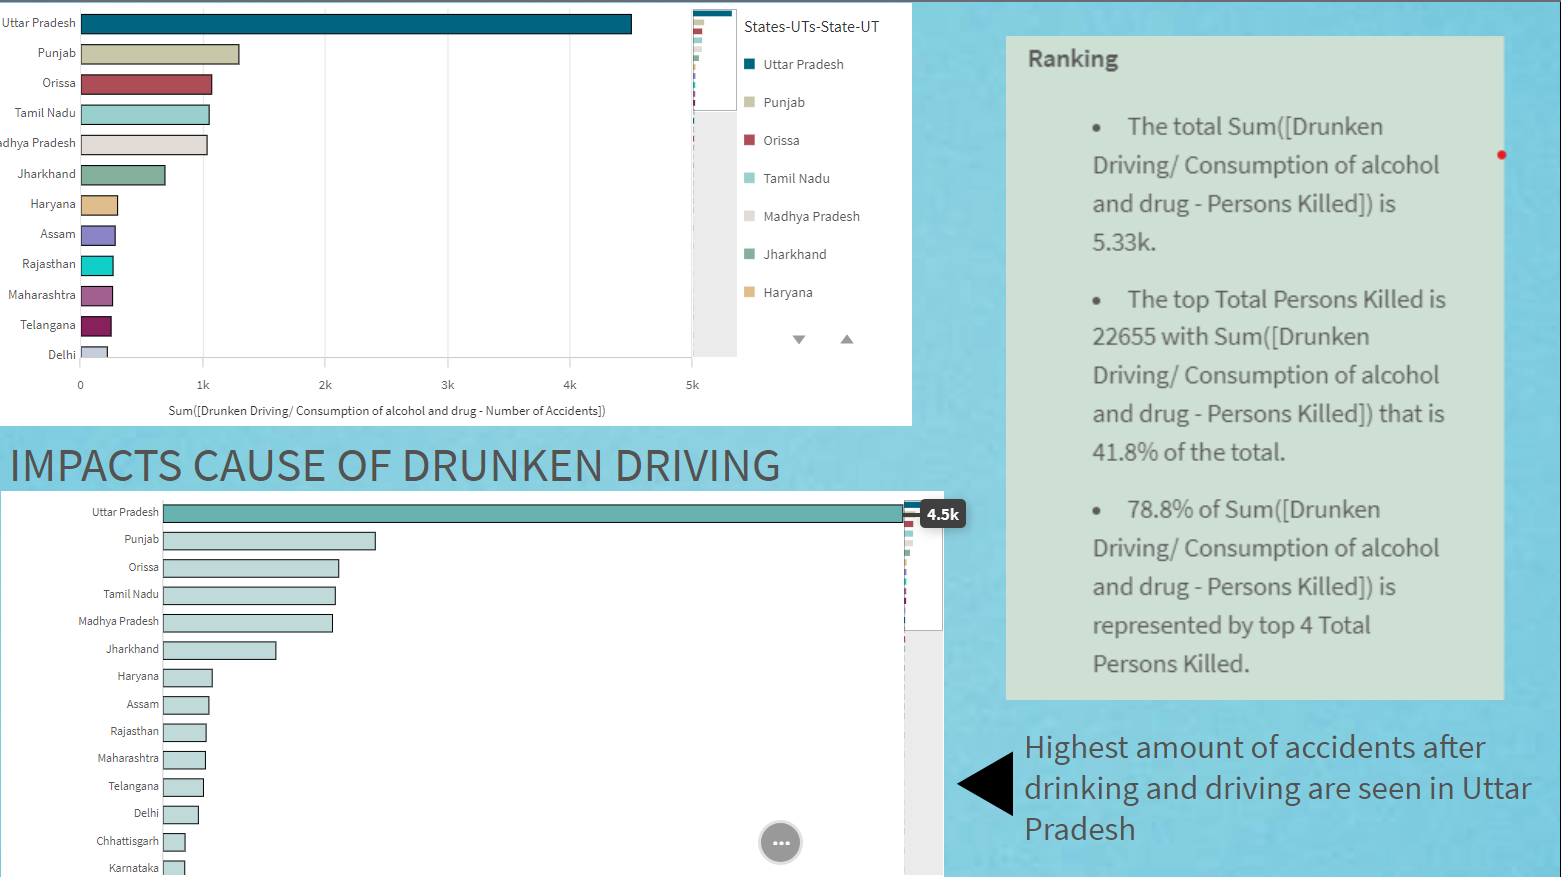 Uttar Pradesh
Punjab
Orissa
Tamil Nadu
adhya Pradesh
Jharkhand
Haryana
Assam
Rajasthan
Maharashtra
Telangana
Delhi
0 1k 2k 3k 4k 5k
Sum([Drunken Driving/ Consumption of alcohol and drug - Number of Accidents])
States-UTs-State-UT
Uttar Pradesh
Punjab
Orissa
Tamil Nadu
Madhya Pradesh
Jharkhand
Haryana
IMPACTS CAUSE OF DRUNKEN DRIVING
Uttar Pradesh
4.5k
Punjab
Orissa
Tamil Nadu
Madhya Pradesh
Jharkhand
Haryana
Assam
Rajasthan
Maharashtra
Telangana
Delhi
Chhattisgarh
Karnataka
Ranking
• The total Sum([Drunken
Driving/ Consumption of alcohol
and drug - Persons Killed]) is
5.33k.
• The top Total Persons Killed is
22655 with Sum([Drunken
Driving/ Consumption of alcohol
and drug - Persons Killed]) that is
41.8% of the total.
• 78.8% of Sum([Drunken
Driving/ Consumption of alcohol
and drug - Persons Killed]) is
represented by top 4 Total
Persons Killed.
Highest amount of accidents after
drinking and driving are seen in Uttar
Pradesh